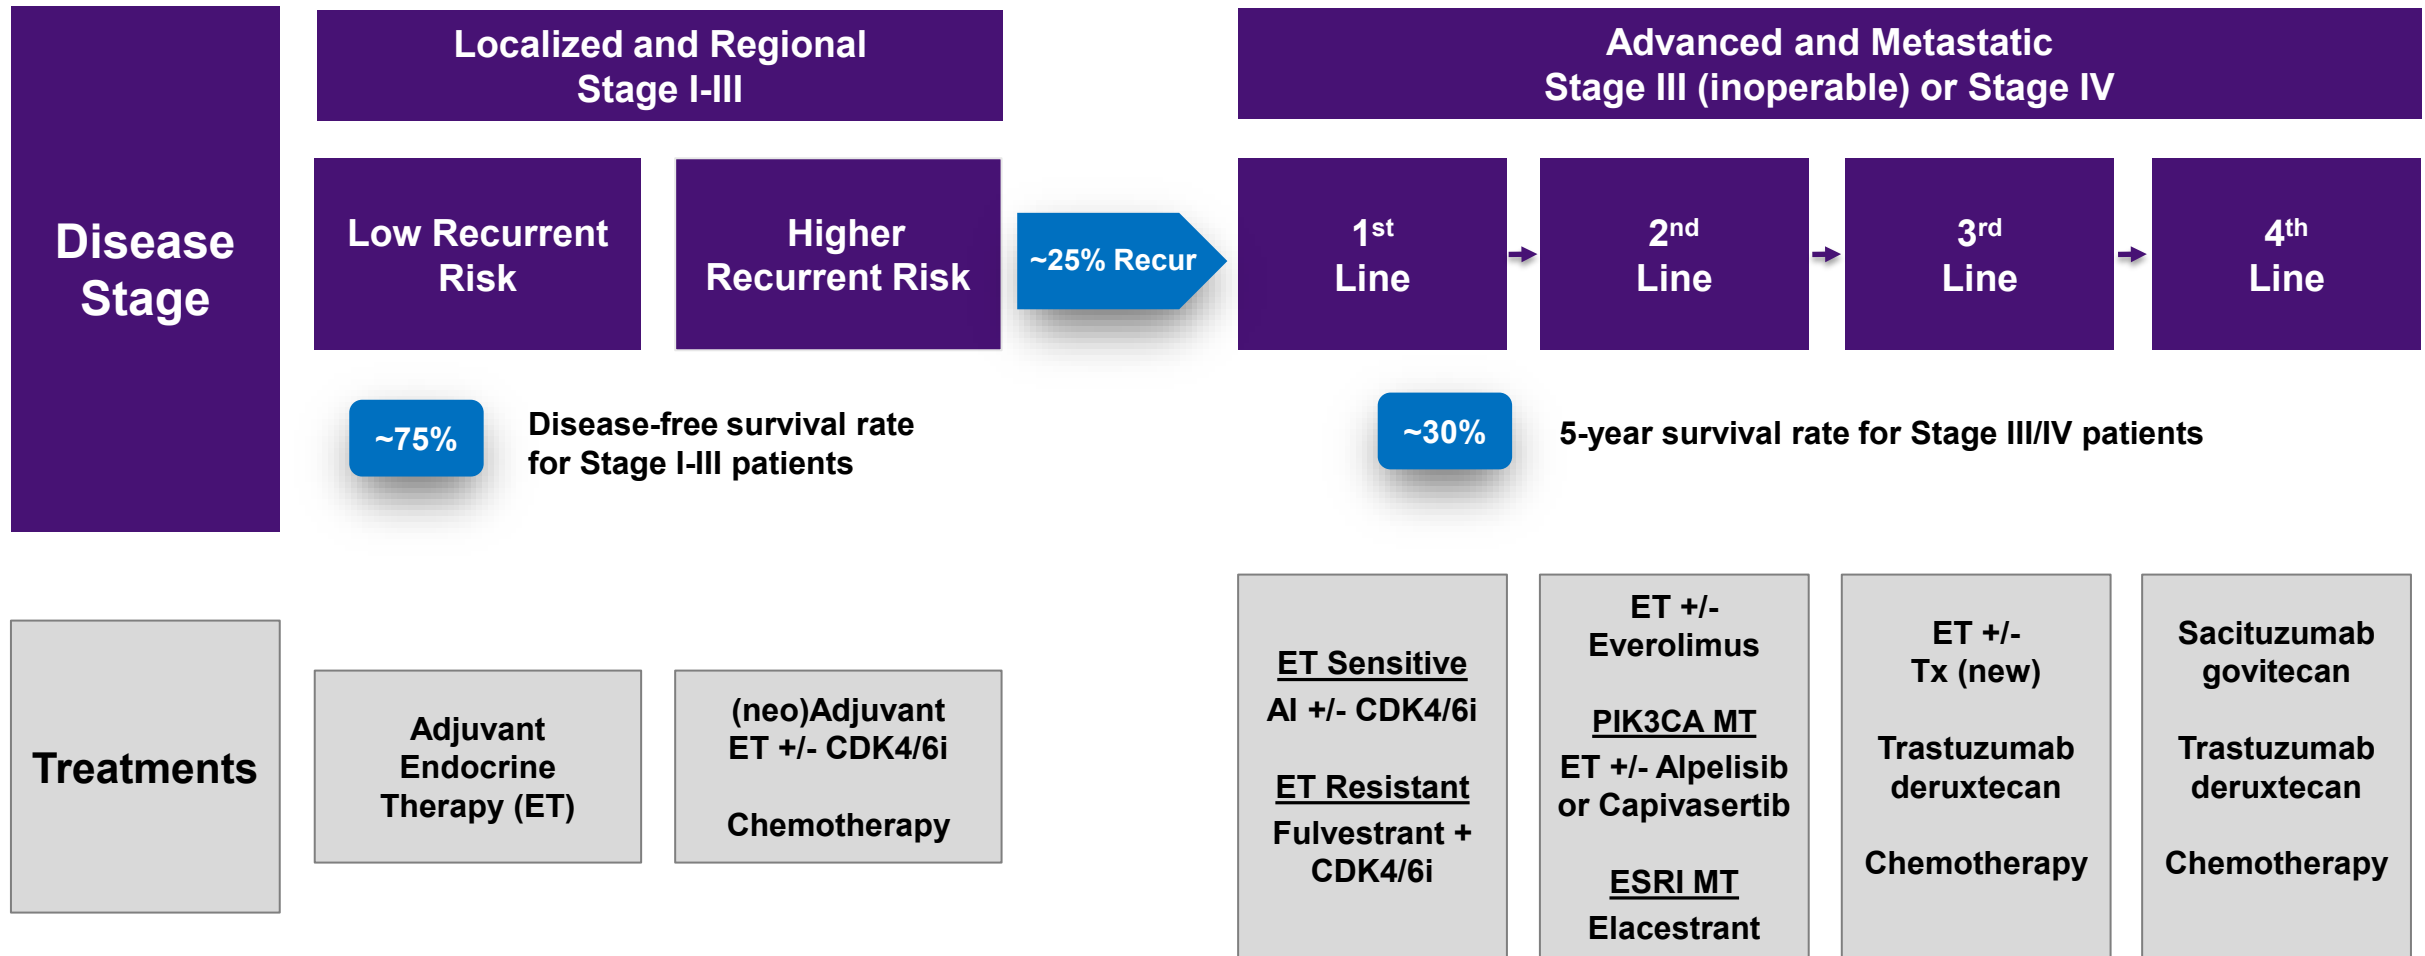 Disease
Stage
Localized and Regional
Stage I-III
Low Recurrent
Risk
Higher
Recurrent Risk
~25% Recur
~75%
Disease-free survival rate
for Stage I-III patients
Advanced and Metastatic
Stage III (inoperable) or Stage IV
1st
Line
2nd
Line
3rd
Line
4th
Line
~30%
5-year survival rate for Stage III/IV patients
Treatments
Adjuvant
Endocrine
Therapy (ET)
(neo)Adjuvant
ET +/- CDK4/6i
Chemotherapy
ET Sensitive
AI +/- CDK4/6i
ET Resistant
Fulvestrant +
CDK4/6i
ET +/-
Everolimus
PIK3CA MT
ET +/- Alpelisib
or Capivasertib
ESRI MT
Elacestrant
ET +/-
Tx (new)
Trastuzumab
deruxtecan
Chemotherapy
Sacituzumab
govitecan
Trastuzumab
deruxtecan
Chemotherapy